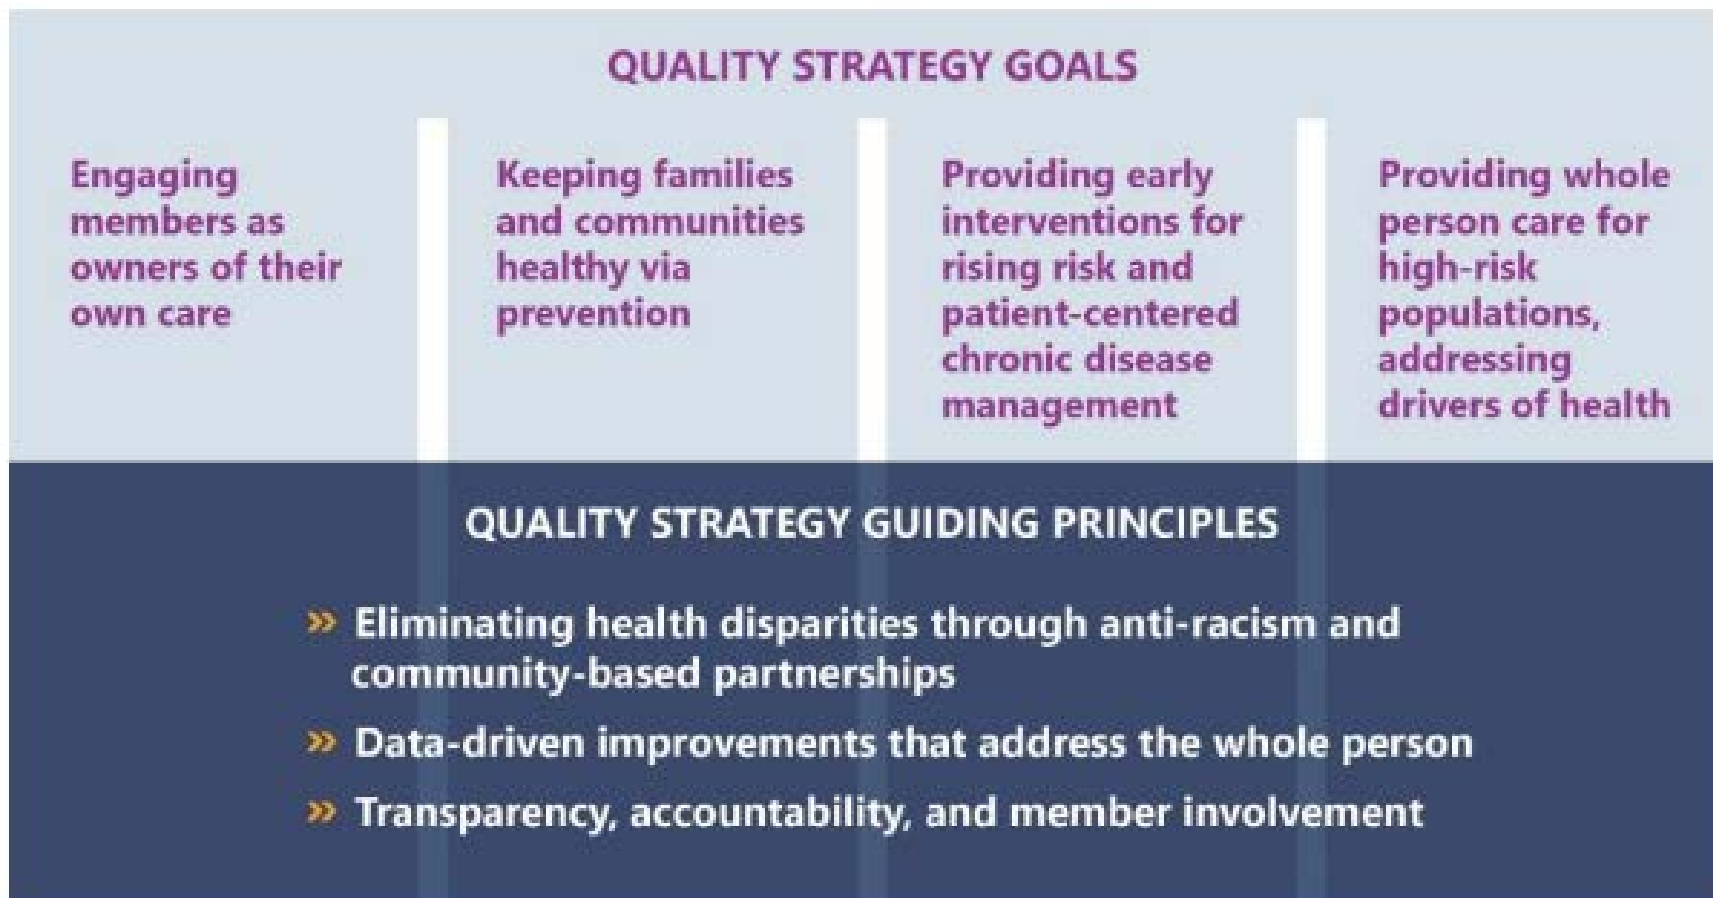 QUALITY STRATEGY GOALS
Engaging
members as
owners of their
own care
Keeping families
and communities
healthy via
prevention
Providing early
interventions for
rising risk and
patient-centered
chronic disease
management
Providing whole
person care for
high-risk
populations,
addressing
drivers of health
QUALITY STRATEGY GUIDING PRINCIPLES
» Eliminating health disparities through anti-racism and
community-based partnerships
» Data-driven improvements that address the whole person
» Transparency, accountability, and member involvement